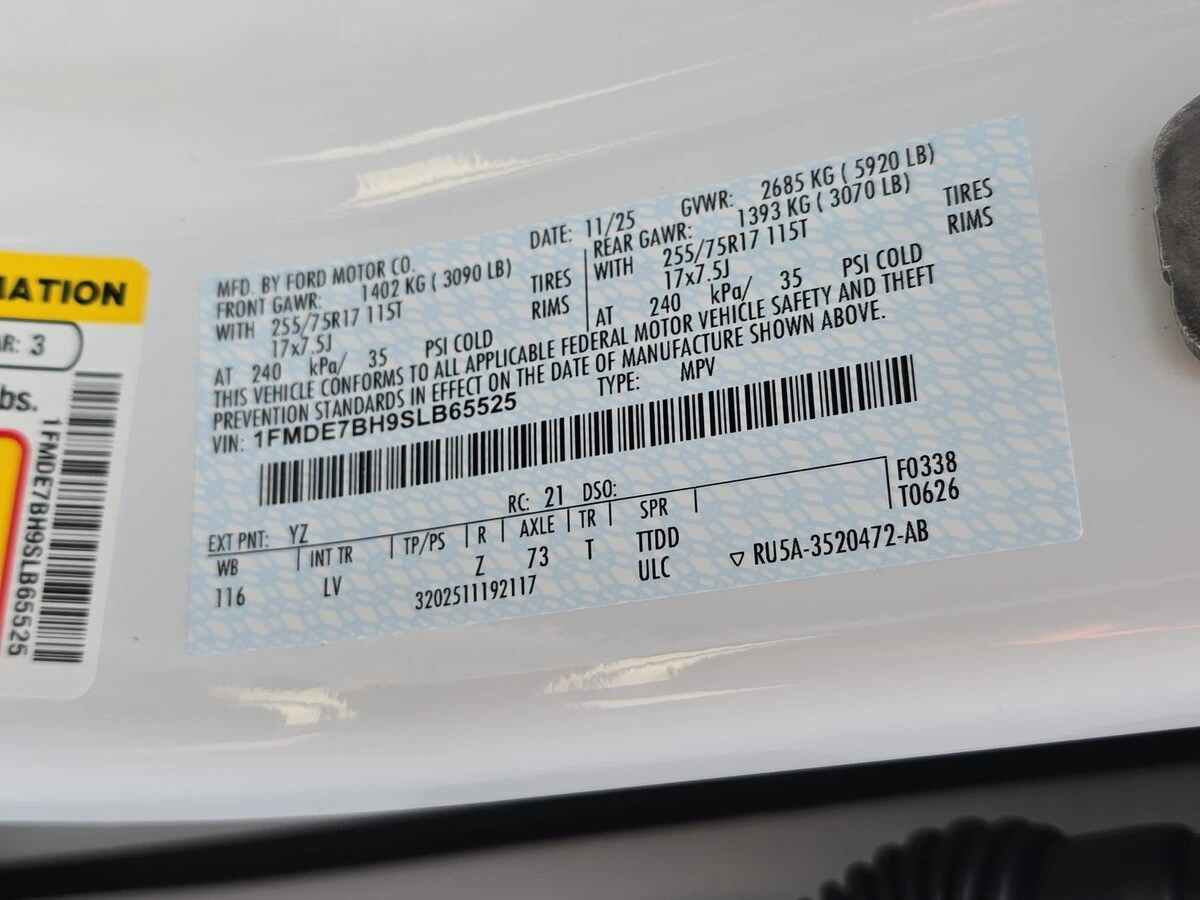 MATION
AR: 3
bs.
1FMDE7BH9SLB65525
MFD. BY FORD MOTOR CO.
DATE: 11/25
GVWR: 2685 KG ( 5920 LB)
FRONT GAWR: 1402 KG ( 3090 LB)
REAR GAWR: 1393 KG ( 3070 LB)
WITH 255/75R17 115T TIRES
WITH 255/75R17 115T TIRES
17x7.5J RIMS
17x7.5J RIMS
AT 240 kPa/ 35 PSI COLD
AT 240 kPa/ 35 PSI COLD
THIS VEHICLE CONFORMS TO ALL APPLICABLE FEDERAL MOTOR VEHICLE SAFETY AND THEFT
PREVENTION STANDARDS IN EFFECT ON THE DATE OF MANUFACTURE SHOWN ABOVE.
VIN: 1FMDE7BH9SLB65525
TYPE: MPV
RC: 21 DSO:
F0338
T0626
EXT PNT: YZ
WB INT TR TP/PS R AXLE TR SPR
116 LV Z 73 T TTDD
3202511192117 ULC
▽ RU5A-3520472-AB